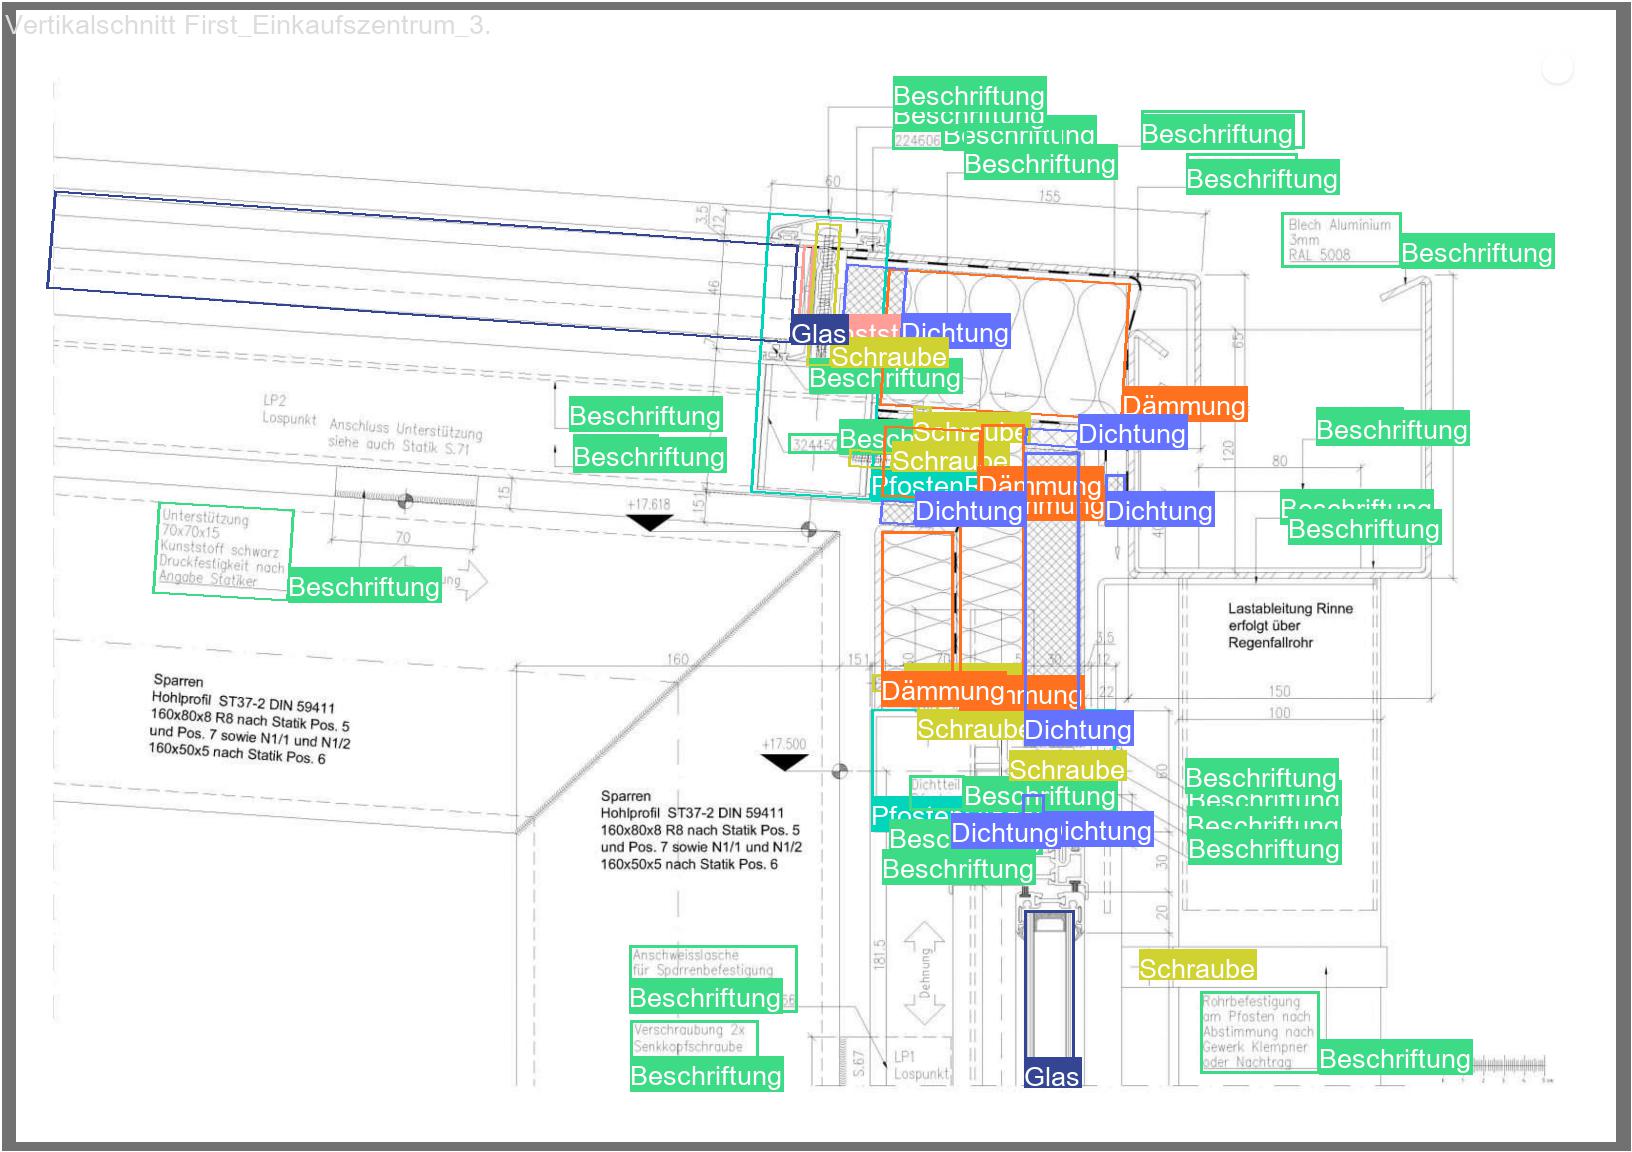 Vertikalschnitt First_Einkaufszentrum_3.
Beschriftung
Beschriftung
224606
Beschriftung
Beschriftung
Beschriftung
Beschriftung
60
155
3.5
12
Blech Aluminium
3mm
RAL 5008
Beschriftung
46
Glas
Dichtung
Schraube
Beschriftung
65
LP2
Lospunkt
Anschluss Unterstützung
siehe auch Statik S.71
Beschriftung
Beschriftung
Dämmung
Schraube
Dichtung
Beschriftung
120
80
Schraube
Pfosten
Dämmung
Dichtung
Dichtung
Beschriftung
Beschriftung
15
15
+17.618
40
Unterstützung
70x70x15
Kunststoff schwarz
Druckfestigkeit nach
Angabe Statiker
Beschriftung
70
Lastableitung Rinne
erfolgt über
Regenfallrohr
160
15
70
30
3.5
12
22
150
100
Sparren
Hohlprofil ST37-2 DIN 59411
160x80x8 R8 nach Statik Pos. 5
und Pos. 7 sowie N1/1 und N1/2
160x50x5 nach Statik Pos. 6
Dämmung
Schraube
Dichtung
+17.500
Schraube
Beschriftung
Beschriftung
Beschriftung
Beschriftung
Dichtteil
Beschriftung
Dichtung
Dichtung
Beschriftung
30
20
Sparren
Hohlprofil ST37-2 DIN 59411
160x80x8 R8 nach Statik Pos. 5
und Pos. 7 sowie N1/1 und N1/2
160x50x5 nach Statik Pos. 6
181.5
Dehnung
Anschweisslasche
für Sparrenbefestigung
Beschriftung
Verschraubung 2x
Senkkopfschraube
Beschriftung
S.67
LP1
Lospunkt
Glas
Schraube
Rohrbefestigung
am Pfosten nach
Abstimmung nach
Gewerk Klempner
oder Nachtrag
Beschriftung